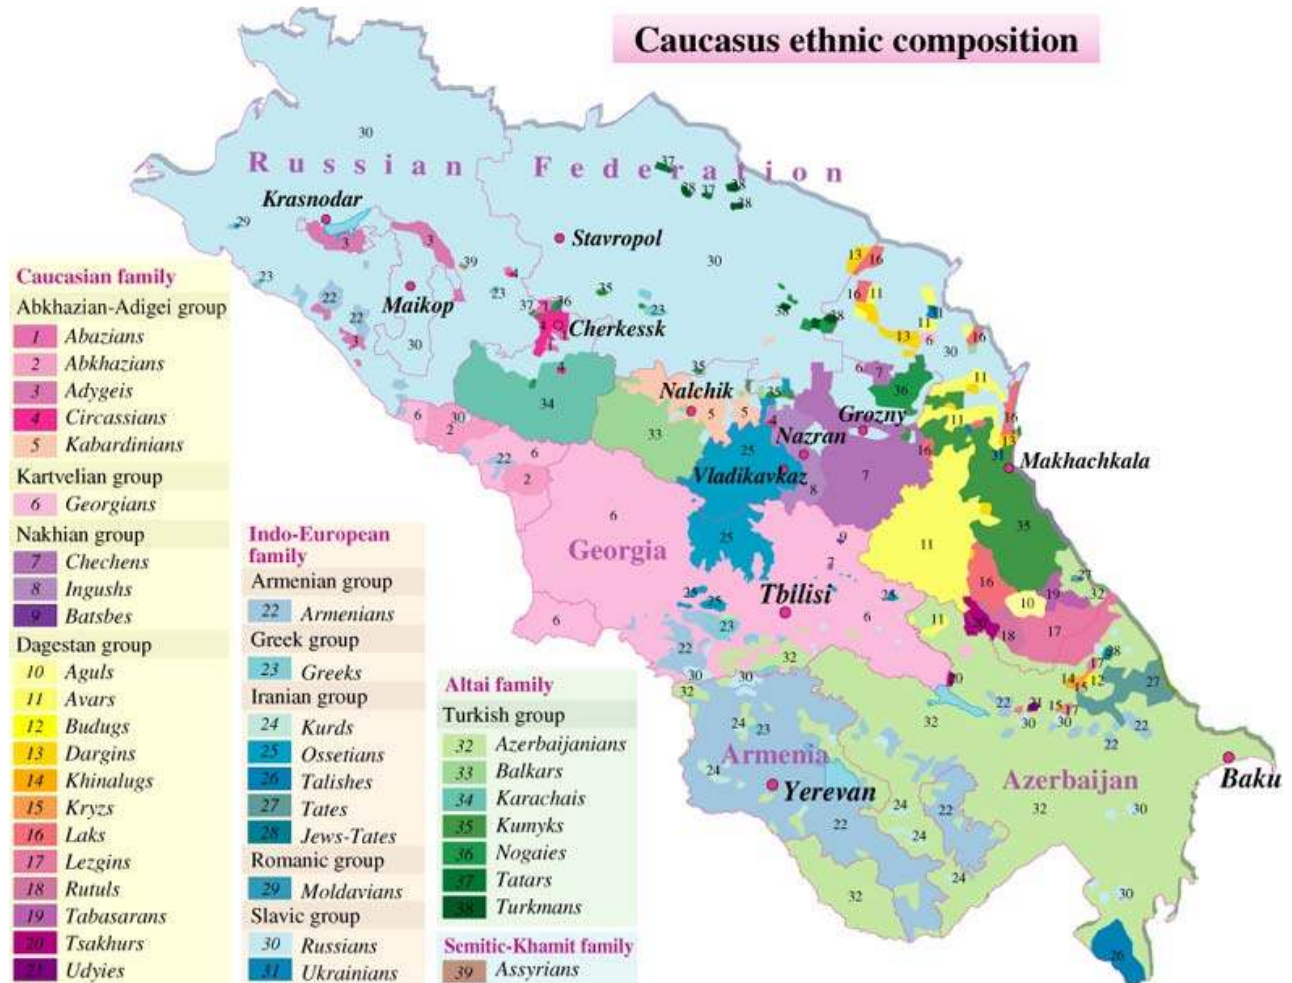 Caucasus ethnic composition
Russian Federation
Krasnodar
Stavropol
Maikop
Cherkessk
Nalchik
Grozny
Nazran
Vladikavkaz
Makhachkala
Georgia
Tbilisi
Armenia
Yerevan
Azerbaijan
Baku
Caucasian family
Abkhazian-Adigei group
1 Abazians
2 Abkhazians
3 Adygeis
4 Circassians
5 Kabardinians
Kartvelian group
6 Georgians
Nakhian group
7 Chechens
8 Ingushs
9 Batsbes
Dagestan group
10 Aguls
11 Avars
12 Budugs
13 Dargins
14 Khinalugs
15 Kryzs
16 Laks
17 Lezgins
18 Rutuls
19 Tabasarans
20 Tsakhurs
21 Udyies
Indo-European
family
Armenian group
22 Armenians
Greek group
23 Greeks
Iranian group
24 Kurds
25 Ossetians
26 Talishes
27 Tates
28 Jews-Tates
Romanic group
29 Moldavians
Slavic group
30 Russians
31 Ukrainians
Altai family
Turkish group
32 Azerbaijanians
33 Balkars
34 Karachais
35 Kumyks
36 Nogaies
37 Tatars
38 Turkmans
Semitic-Khamit family
39 Assyrians